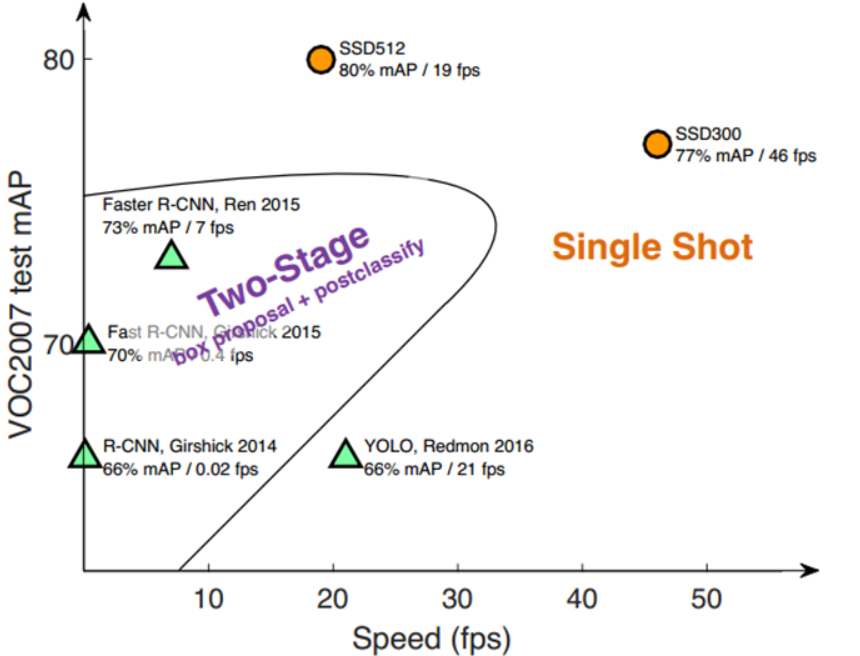 80
SSD512
80% mAP / 19 fps
SSD300
77% mAP / 46 fps
Faster R-CNN, Ren 2015
73% mAP / 7 fps
Two-Stage
box proposal + postclassify
Single Shot
70
Fast R-CNN, Girshick 2015
70% mAP / 0.4 fps
R-CNN, Girshick 2014
66% mAP / 0.02 fps
YOLO, Redmon 2016
66% mAP / 21 fps
VOC2007 test mAP
10 20 30 40 50
Speed (fps)